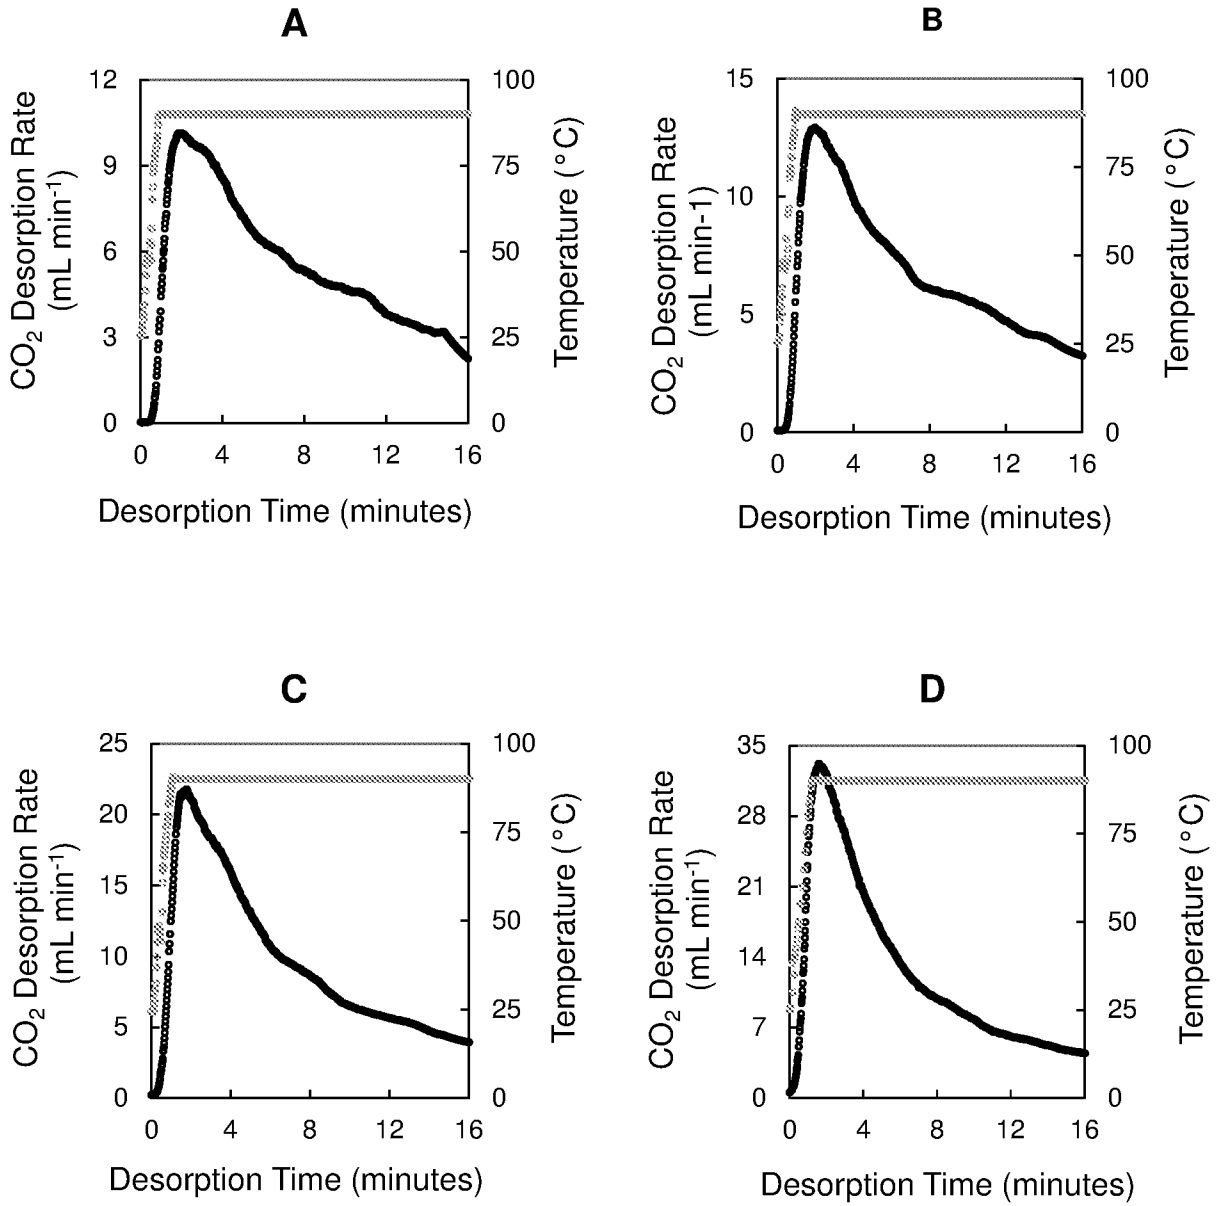 A
CO₂ Desorption Rate
(mL min⁻¹)
12
9
6
3
0
100
75
50
25
0
Temperature (°C)
0 4 8 12 16
Desorption Time (minutes)
B
CO₂ Desorption Rate
(mL min-1)
15
10
5
0
100
75
50
25
0
Temperature (°C)
0 4 8 12 16
Desorption Time (minutes)
C
CO₂ Desorption Rate
(mL min⁻¹)
25
20
15
10
5
0
100
75
50
25
0
Temperature (°C)
0 4 8 12 16
Desorption Time (minutes)
D
CO₂ Desorption Rate
(mL min⁻¹)
35
28
21
14
7
0
100
75
50
25
0
Temperature (°C)
0 4 8 12 16
Desorption Time (minutes)